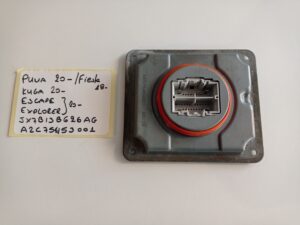 PUMA 20-/Fiesta
18-
KUGA 20-
ESCAPE
EXPLORER } 20-
JX7B13B626AG
A2C75453001